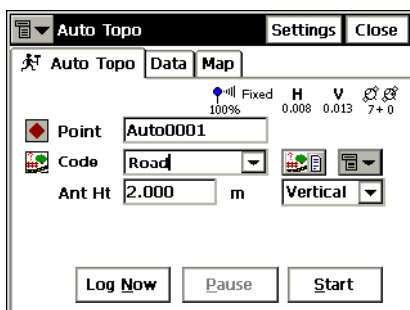 Auto Topo Settings Close
Auto Topo Data Map
Fixed H V
100% 0.008 0.013 7+0
Point Auto0001
Code Road
Ant Ht 2.000 m Vertical
Log Now Pause Start